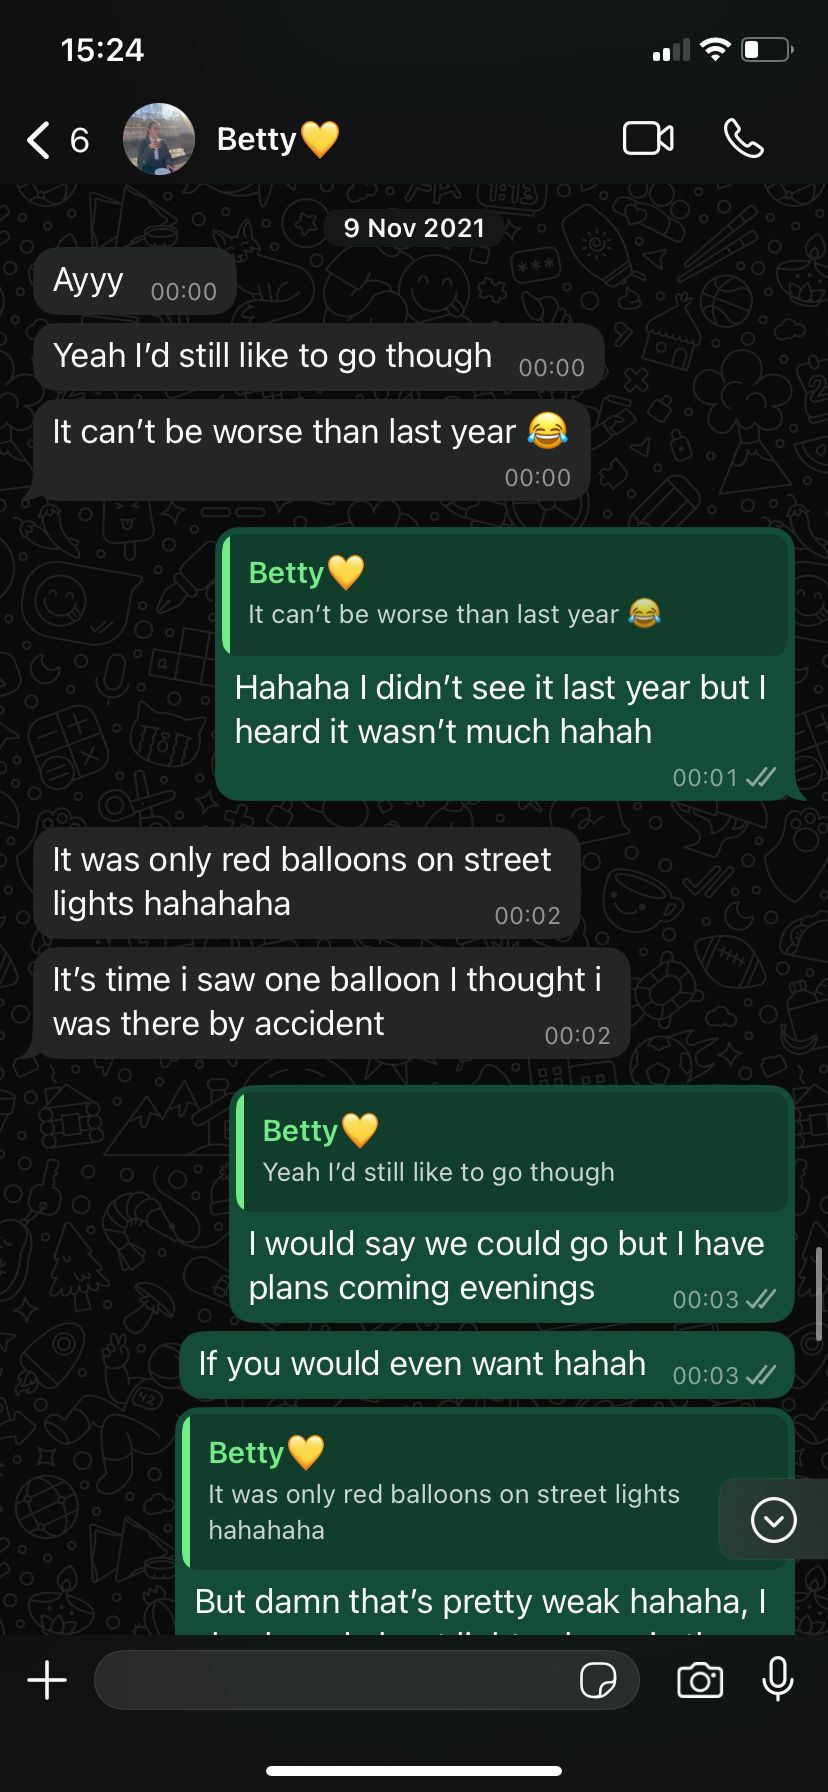 15:24
6
Betty💛
9 Nov 2021
Ayyy 00:00
Yeah I’d still like to go though 00:00
It can’t be worse than last year 😂
00:00
Betty💛
It can’t be worse than last year 😂
Hahaha I didn’t see it last year but I
heard it wasn’t much hahah
00:01
It was only red balloons on street
lights hahahaha 00:02
It’s time i saw one balloon I thought i
was there by accident 00:02
Betty💛
Yeah I’d still like to go though
I would say we could go but I have
plans coming evenings 00:03
If you would even want hahah 00:03
Betty💛
It was only red balloons on street lights
hahahaha
But damn that’s pretty weak hahaha, I